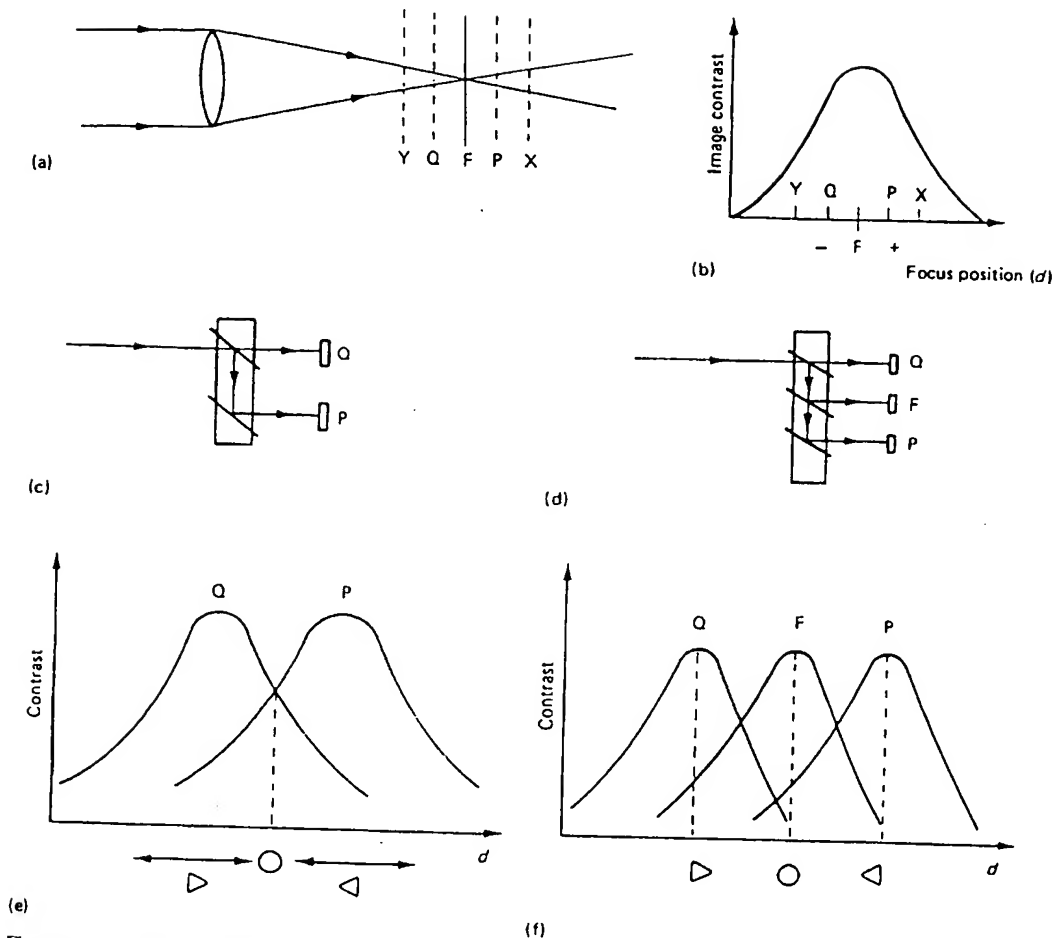 Y Q F P X
(a)
Image contrast
Y Q P X
− F +
(b)
Focus position (d)
Q
P
(c)
Q
F
P
(d)
Q P
Contrast
d
(e)
Q F P
Contrast
d
(f)